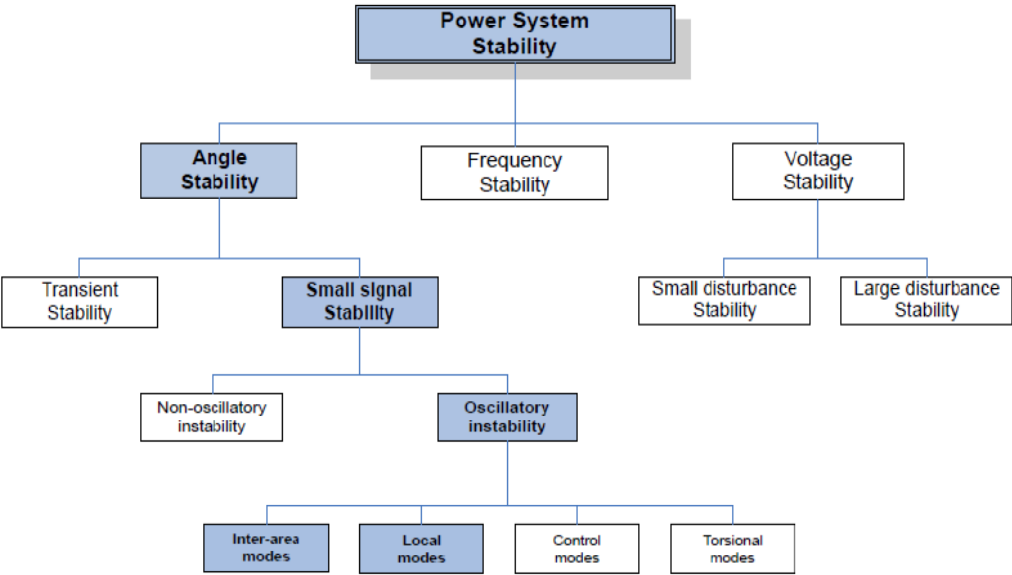 Power System
Stability
Angle
Stability
Frequency
Stability
Voltage
Stability
Transient
Stability
Small signal
Stability
Small disturbance
Stability
Large disturbance
Stability
Non-oscillatory
instability
Oscillatory
instability
Inter-area
modes
Local
modes
Control
modes
Torsional
modes